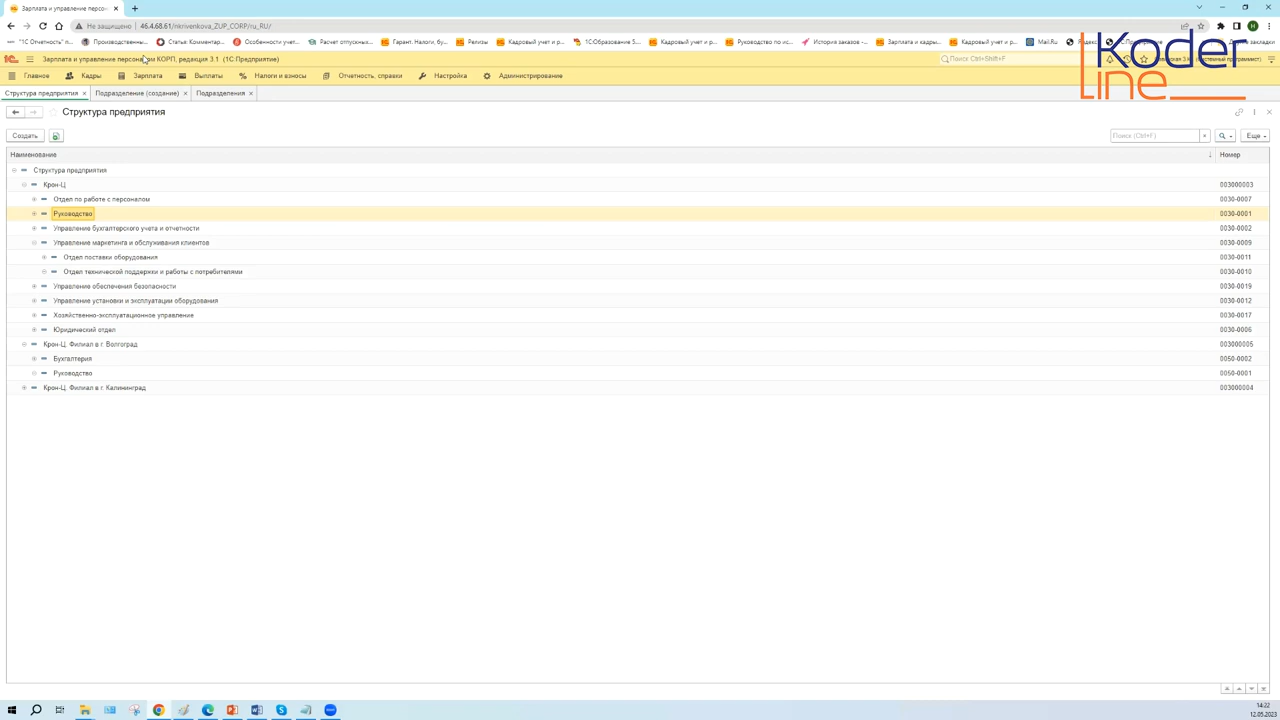 Зарплата и управление персон...
Не защищено
46.4.68.61/nkrivenkova_ZUP_CORP/ru_RU/
"1С Отчетность" п...
Производственны...
Статья: Комментар...
Особенности учет...
Расчет отпускных...
Гарант. Налоги, бу...
Релизы
Кадровый учет и р...
1С:Образование 5...
Кадровый учет и р...
Руководство по ис...
История заказов –...
Зарплата и кадры...
Кадровый учет и р...
Mail.Ru
Другие закладки
Зарплата и управление персоналом КОРП, редакция 3.1 (1С:Предприятие)
Поиск Ctrl+Shift+F
Koder
line
Главное
Кадры
Зарплата
Выплаты
Налоги и взносы
Отчетность, справки
Настройка
Администрирование
Структура предприятия
Подразделение (создание)
Подразделения
Структура предприятия
Создать
Поиск (Ctrl+F)
Еще
Наименование
Номер
Структура предприятия
Крон-Ц
003000003
Отдел по работе с персоналом
0030-0007
Руководство
0030-0001
Управление бухгалтерского учета и отчетности
0030-0002
Управление маркетинга и обслуживания клиентов
0030-0009
Отдел поставки оборудования
0030-0011
Отдел технической поддержки и работы с потребителями
0030-0010
Управление обеспечения безопасности
0030-0019
Управление установки и эксплуатации оборудования
0030-0012
Хозяйственно-эксплуатационное управление
0030-0017
Юридический отдел
0030-0006
Крон-Ц. Филиал в г. Волгоград
003000005
Бухгалтерия
0050-0002
Руководство
0050-0001
Крон-Ц. Филиал в г. Калининград
003000004
14:22
12.05.2023